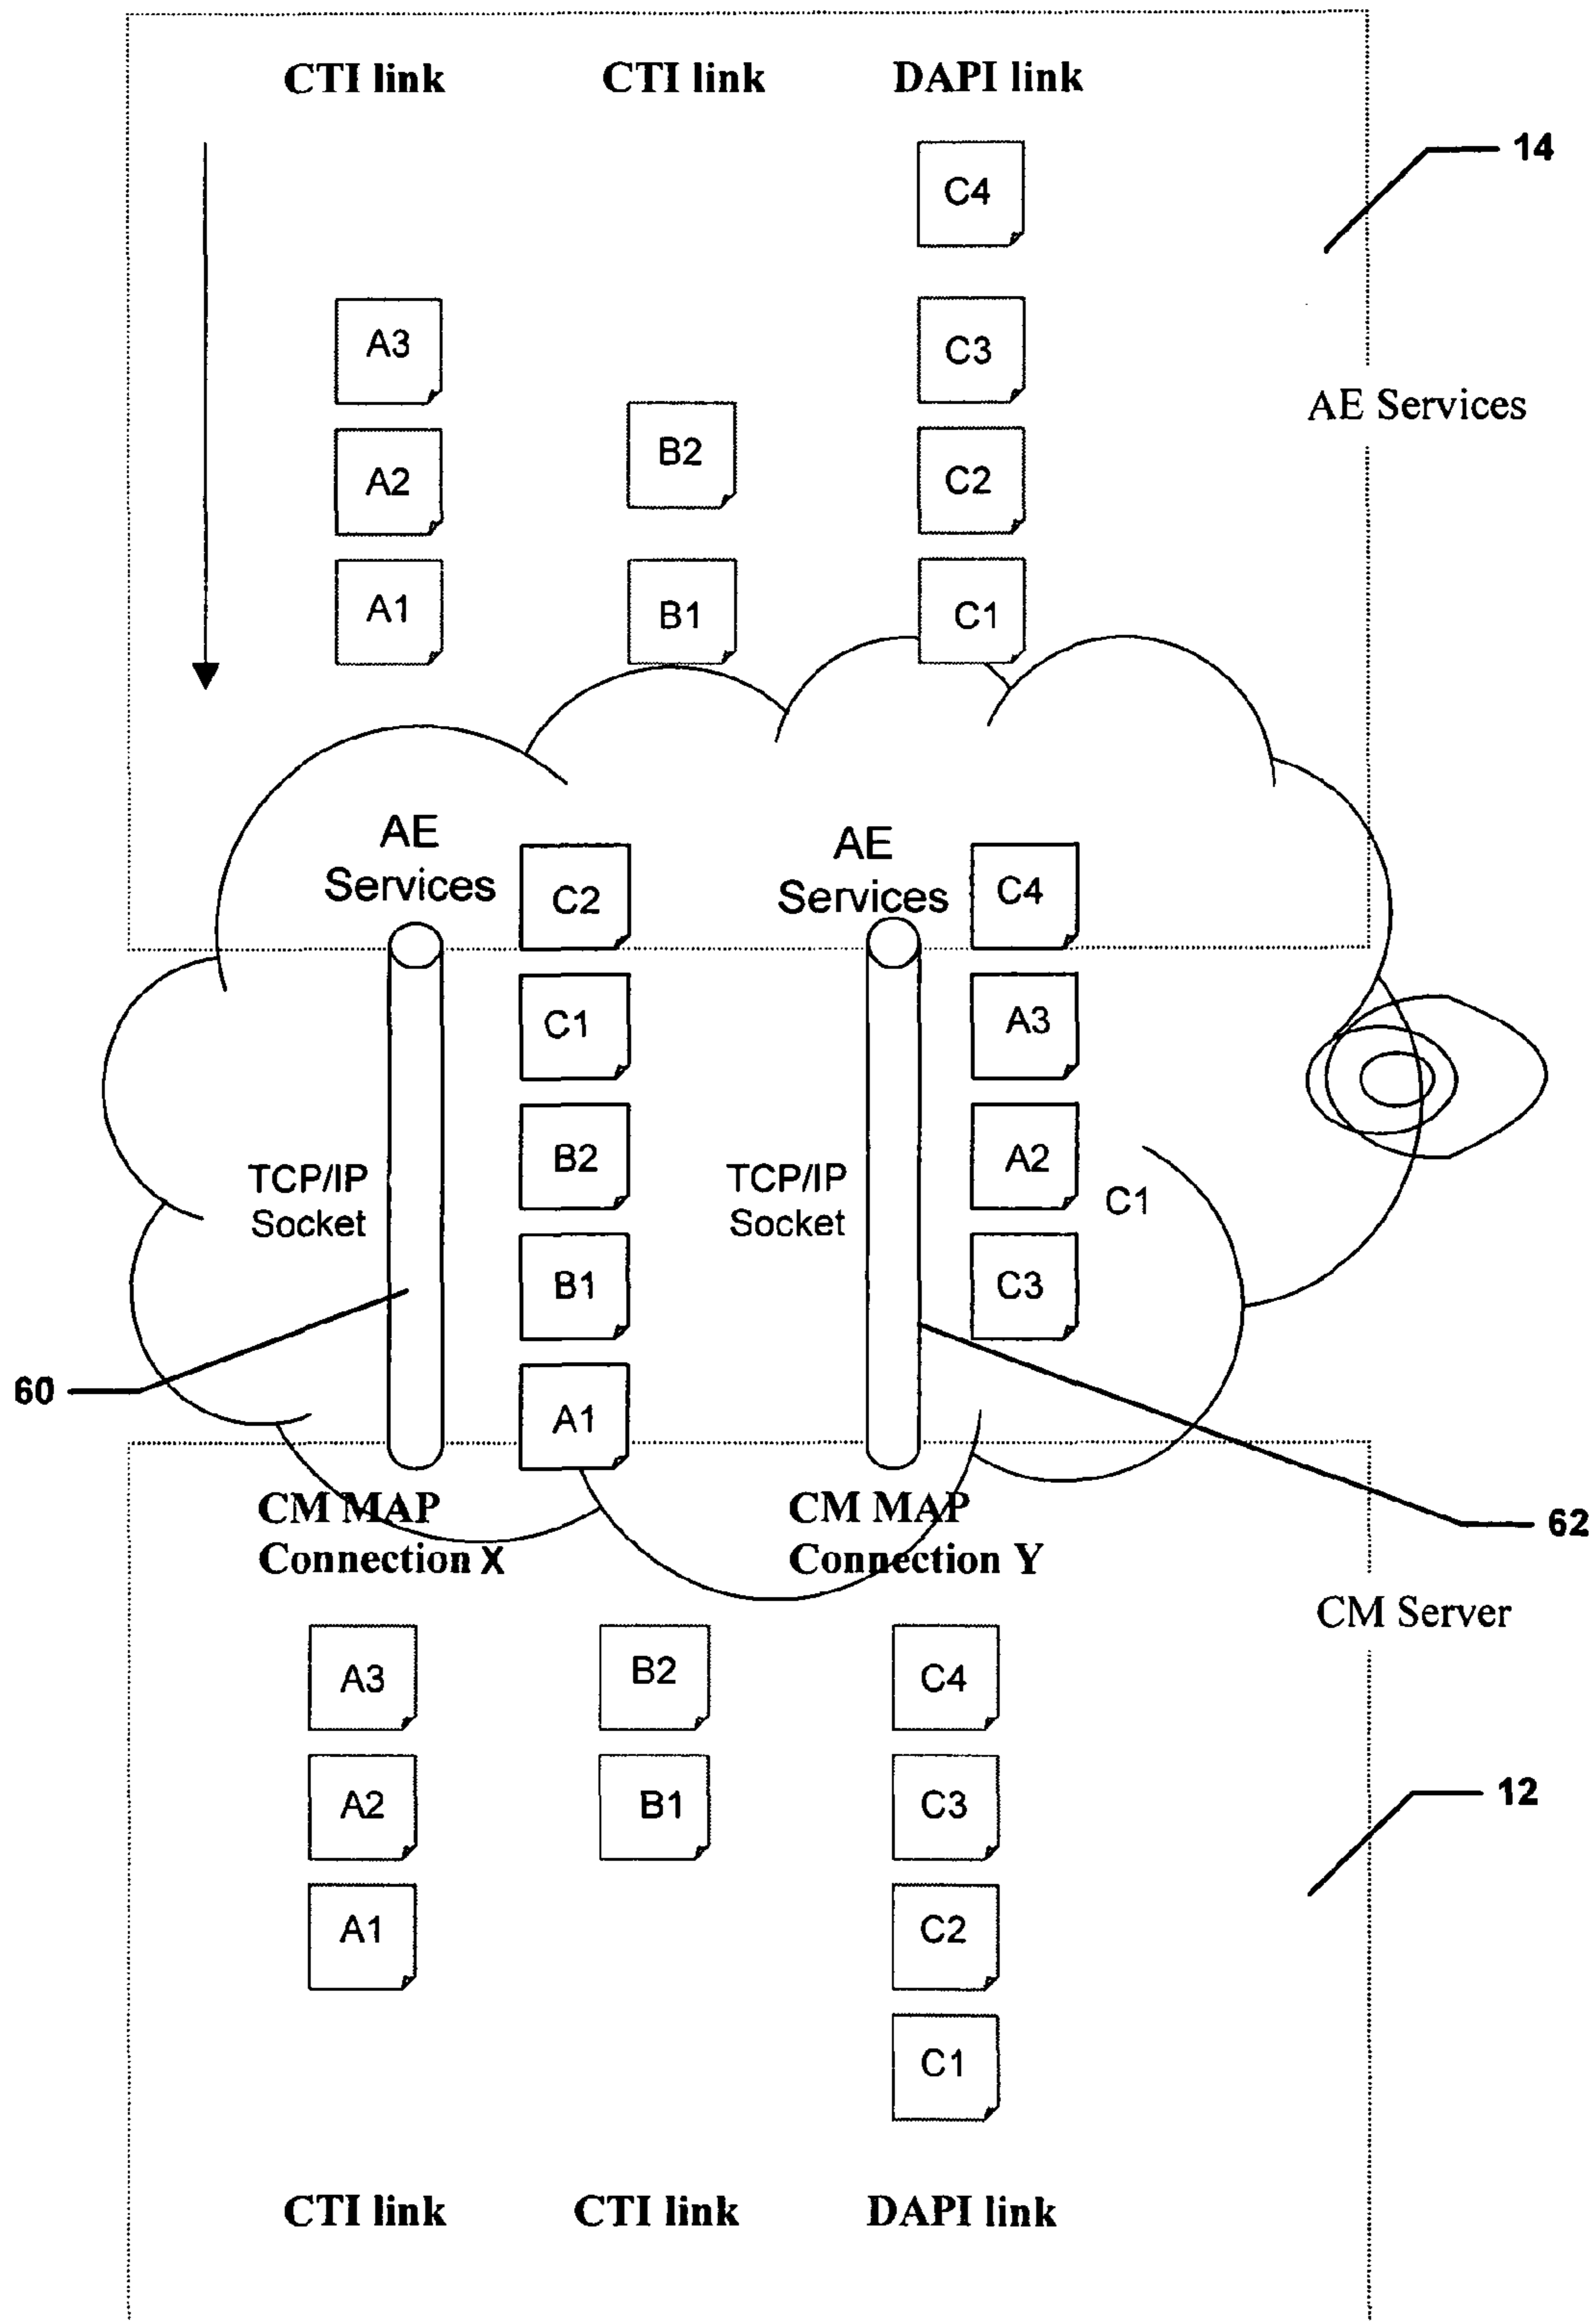 CTI link CTI link DAPI link
14
C4
A3 C3
AE Services
B2
A2 C2
A1 B1 C1
AE
Services
AE
Services
C2 C4
C1 A3
B2 A2
TCP/IP
Socket
TCP/IP
Socket
C1
B1 C3
60
A1
CM MAP
Connection X
CM MAP
Connection Y
62
CM Server
A3 B2 C4
A2 B1 C3
12
A1 C2
C1
CTI link CTI link DAPI link